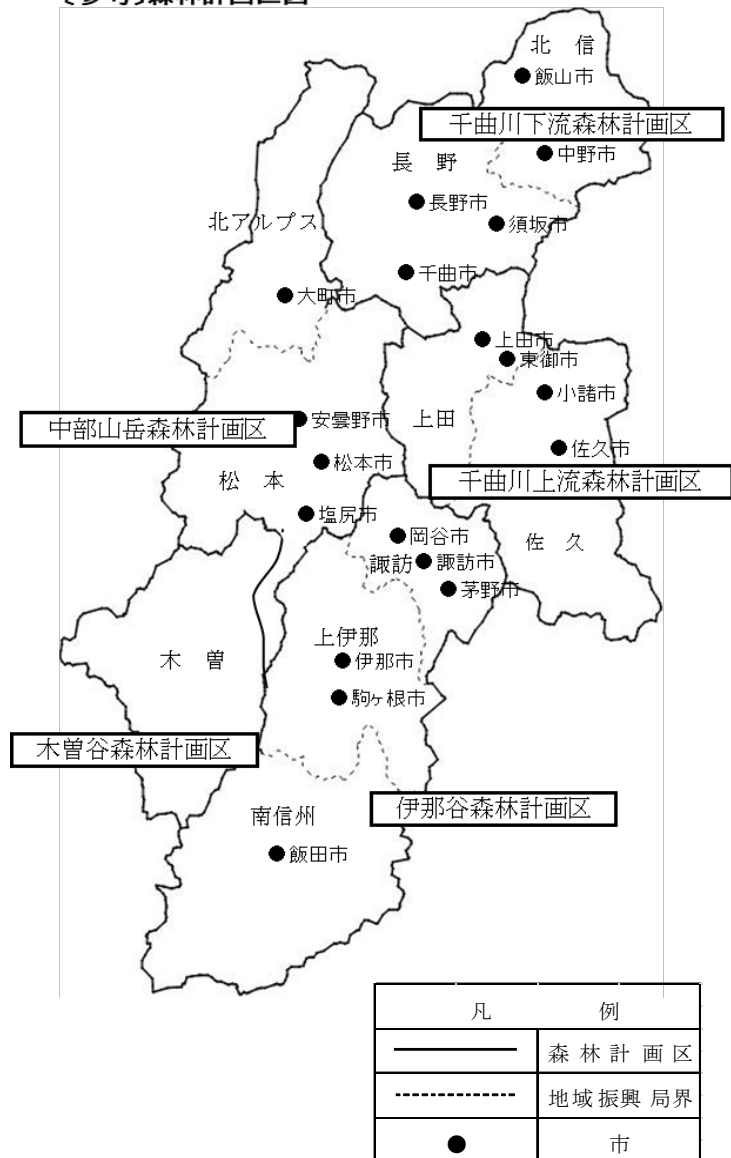 北 信
飯山市
千曲川下流森林計画区
中野市
長 野
長野市
北アルプス
須坂市
千曲市
大町市
上田市
東御市
小諸市
安曇野市
上田
中部山岳森林計画区
佐久市
松本市
松 本
千曲川上流森林計画区
塩尻市
岡谷市
佐 久
諏訪
諏訪市
茅野市
上伊那
木 曽
伊那市
駒ヶ根市
木曽谷森林計画区
伊那谷森林計画区
南信州
飯田市
凡 例
森林計画区
地域振興局界
市